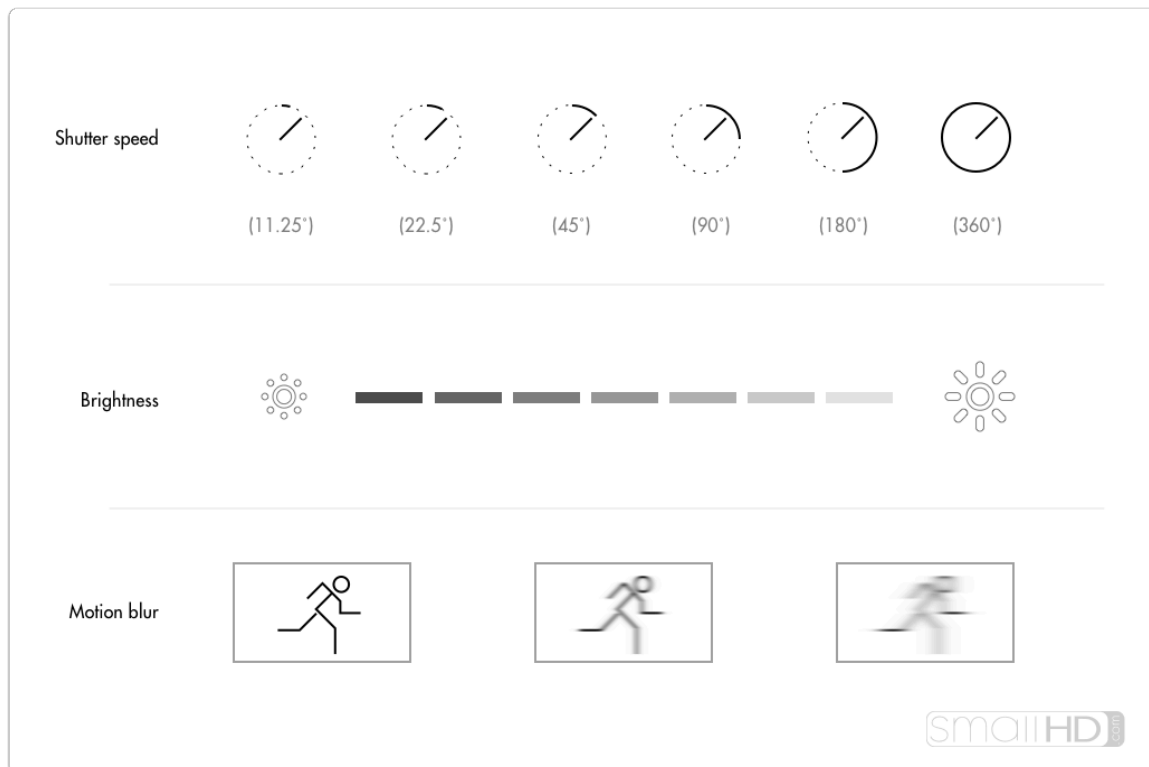 Shutter speed
(11.25°)
(22.5°)
(45°)
(90°)
(180°)
(360°)
Brightness
Motion blur
smallHD.com